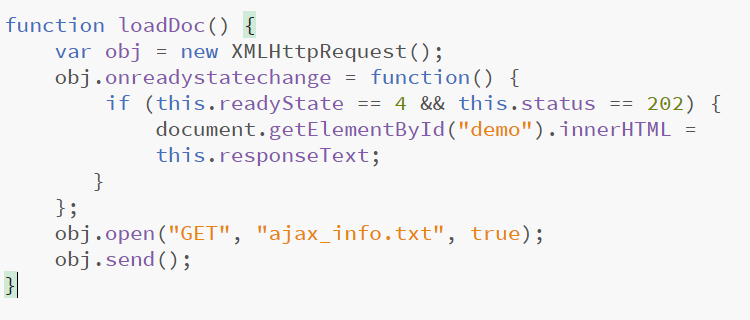 function loadDoc() {
    var obj = new XMLHttpRequest();
    obj.onreadystatechange = function() {
        if (this.readyState == 4 && this.status == 202) {
            document.getElementById("demo").innerHTML =
            this.responseText;
       }
    };
    obj.open("GET", "ajax_info.txt", true);
    obj.send();
}